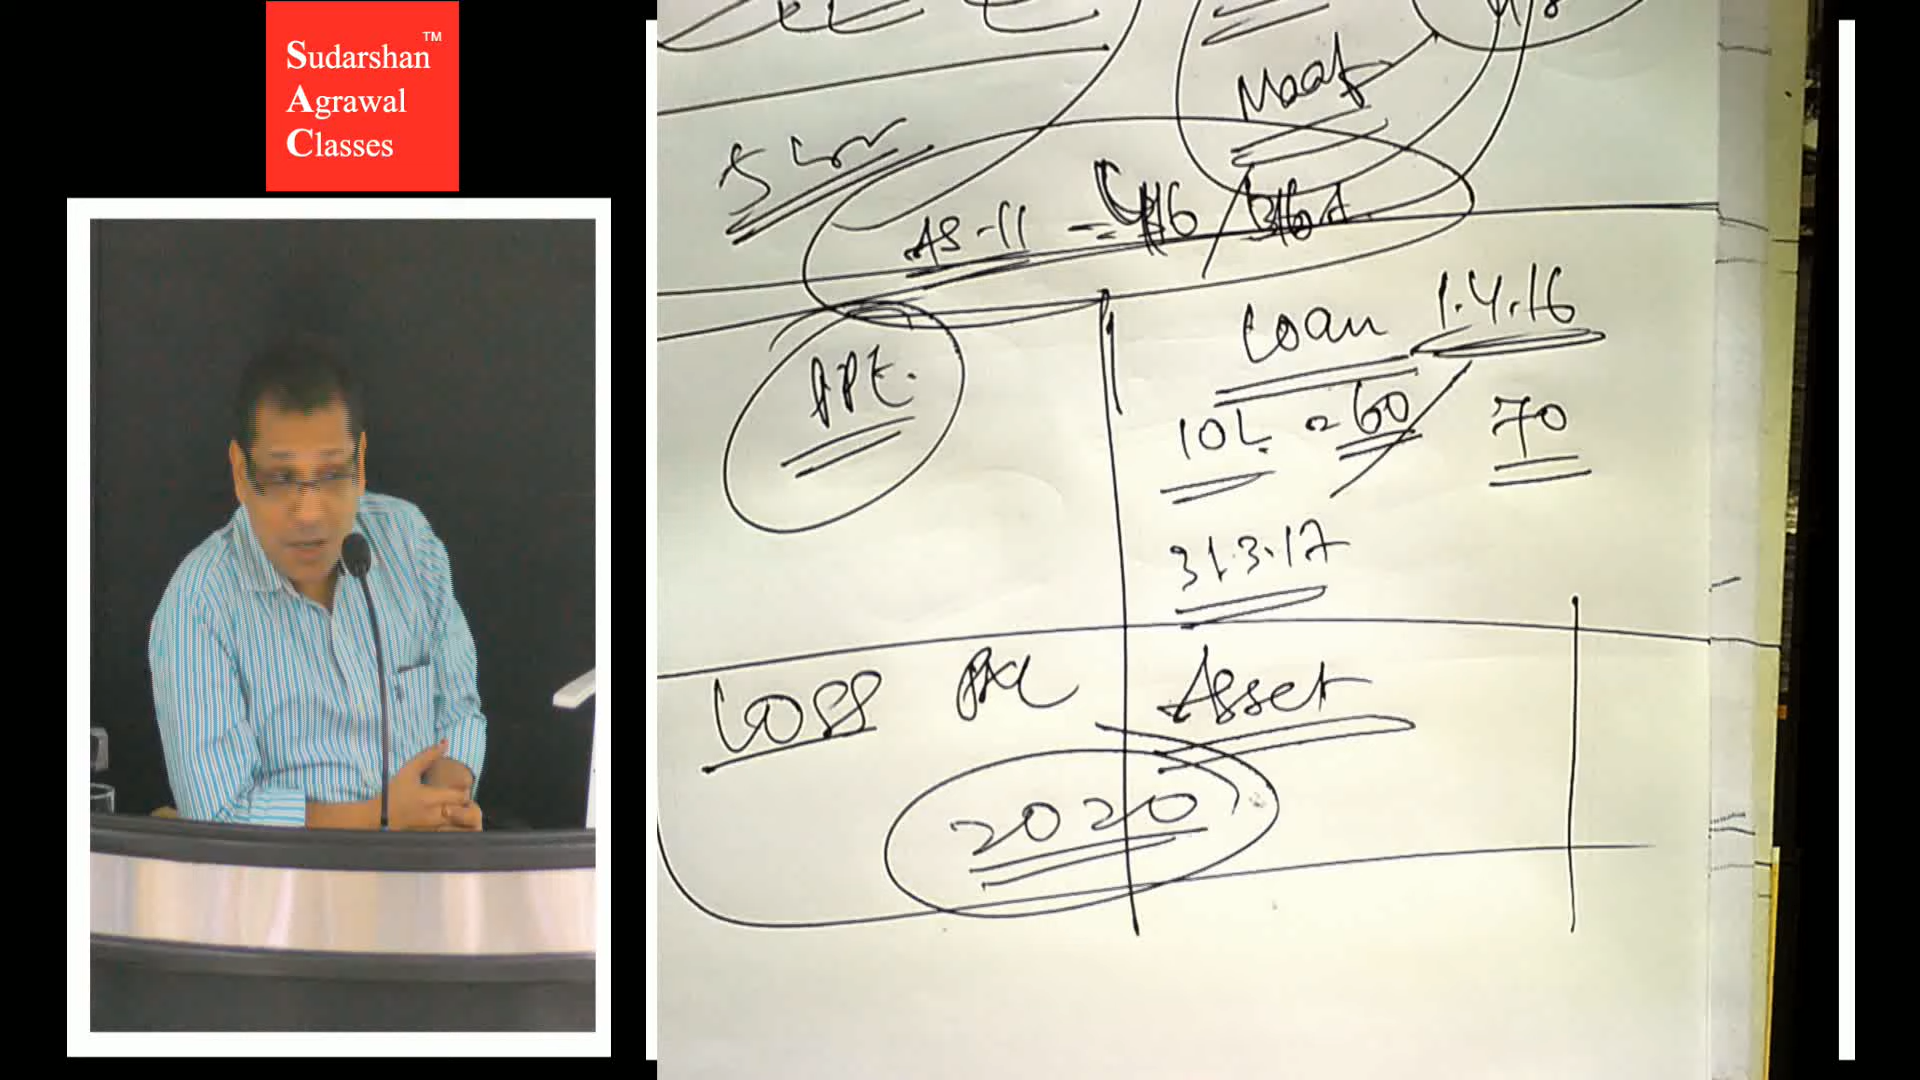 Sudarshan™
Agrawal
Classes
Maaf
AS-11 =
PPE.
Loan 1.4.16
10L = 60 70
31.3.17
Loss P&L Asset
2020